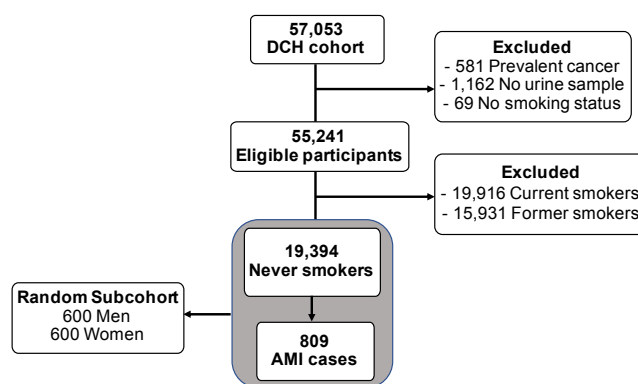 57,053
DCH cohort
Excluded
- 581 Prevalent cancer
- 1,162 No urine sample
- 69 No smoking status
55,241
Eligible participants
Excluded
- 19,916 Current smokers
- 15,931 Former smokers
19,394
Never smokers
Random Subcohort
600 Men
600 Women
809
AMI cases